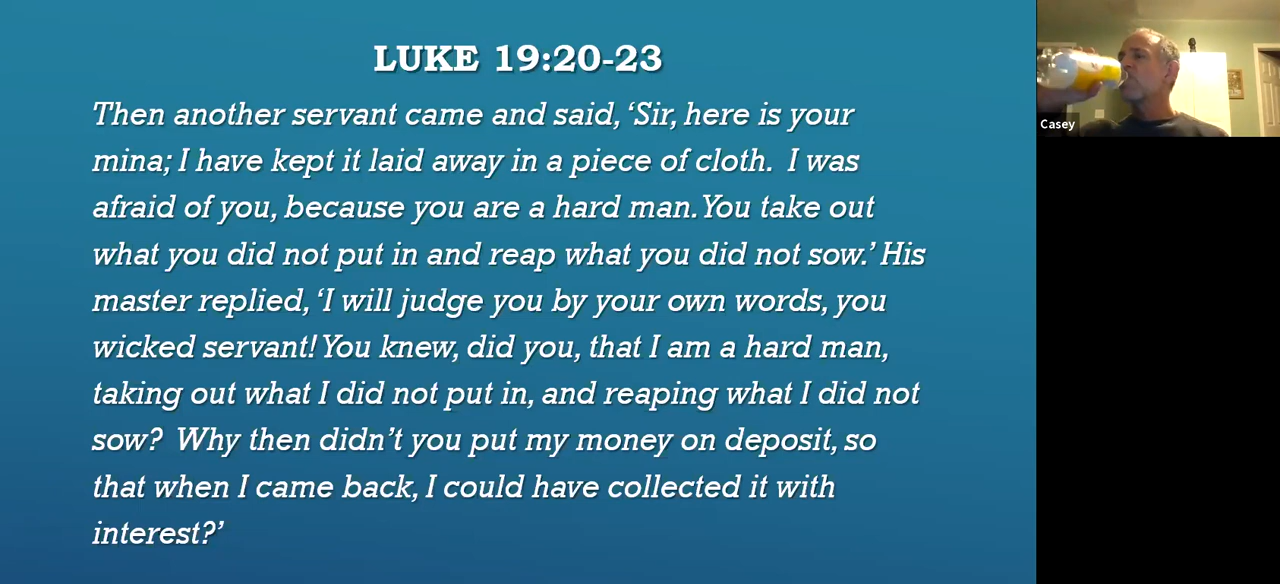 LUKE 19:20-23
Then another servant came and said, ‘Sir, here is your
mina; I have kept it laid away in a piece of cloth.  I was
afraid of you, because you are a hard man. You take out
what you did not put in and reap what you did not sow.’ His
master replied, ‘I will judge you by your own words, you
wicked servant! You knew, did you, that I am a hard man,
taking out what I did not put in, and reaping what I did not
sow?  Why then didn’t you put my money on deposit, so
that when I came back, I could have collected it with
interest?’
Casey